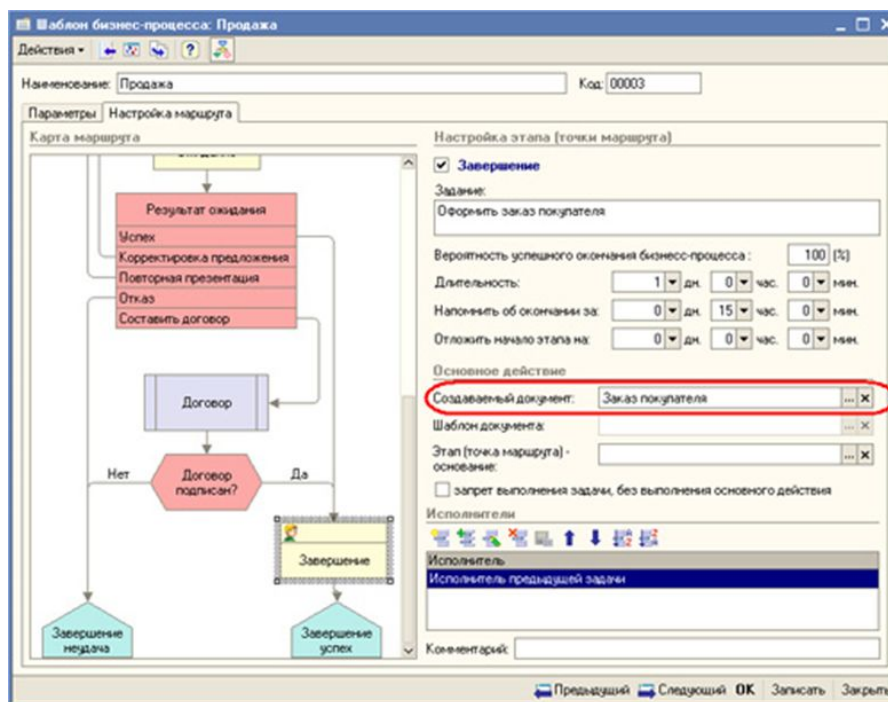 Шаблон бизнес-процесса: Продажа
Действия
Наименование: Продажа Код: 00003
Параметры Настройка маршрута
Карта маршрута
Результат ожидания
Успех
Корректировка предложения
Повторная презентация
Отказ
Составить договор
Договор
Нет Договор подписан? Да
Завершение
Завершение неудача
Завершение успех
Настройка этапа (точки маршрута)
Завершение
Задание:
Оформить заказ покупателя
Вероятность успешного окончания бизнесс-процесса : 100 (%)
Длительность: 1 дн. 0 час. 0 мин.
Напомнить об окончании за: 0 дн. 15 час. 0 мин.
Отложить начало этапа на: 0 дн. 0 час. 0 мин.
Основное действие
Создаваемый документ: Заказ покупателя ... x
Шаблон документа: ... x
Этап (точка маршрута) - основание: ... x
запрет выполнения задачи, без выполнения основного действия
Исполнители
Исполнитель
Исполнитель предыдущей задачи
Комментарий:
Предыдущий Следующий OK Записать Закрыть